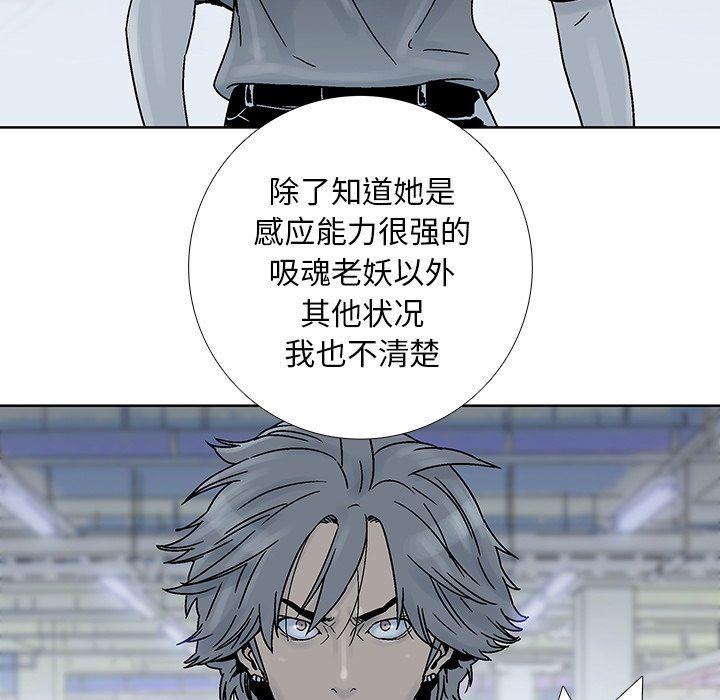 除了知道她是
感应能力很强的
吸魂老妖以外
其他状况
我也不清楚